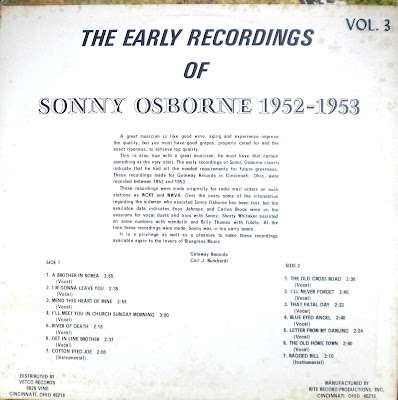 VOL. 3
THE EARLY RECORDINGS
OF
SONNY OSBORNE 1952-1953
A great musician is like good wine, aging and experience improve
the quality, but you must have good grapes, properly cared for and the
exact ripeness, to achieve top quality.
This is also true with a great musician, he must have that certain
something at the very start. The early recordings of Sonny Osborne clearly
indicate that he had all the needed requirements for future greatness.
These recordings made for Gateway Records in Cincinnati, Ohio, were
recorded between 1952 and 1953.
These recordings were made originally for radio mail orders on such
stations as WCKY and WWVA. Over the years some of the information
regarding the sidemen who assisted Sonny Osborne has been lost, but the
available data indicates Enos Johnson and Carlos Brock were on the
sessions for vocal duets and trios with Sonny. Shorty Whitaker assisted
on some numbers with mandolin and Billy Thomas with fiddle. At
the time these recordings were made, Sonny was in his early teens.
It is a privilege as well as a pleasure to make these recordings
available again to the lovers of Bluegrass Music.
Gateway Records
Carl J. Burkhardt
SIDE 1
1. A BROTHER IN KOREA 2:55
(Vocal)
2. I'M GONNA LEAVE YOU 2:35
(Vocal)
3. MEND THIS HEART OF MINE 2:55
(Vocal)
4. I'LL MEET YOU IN CHURCH SUNDAY MORNING 3:00
(Vocal)
5. RIVER OF DEATH 2:18
(Vocal)
6. GET IN LINE BROTHER 2:37
(Vocal)
7. COTTON EYED JOE 2:00
(Instrumental)
SIDE 2
1. THE OLD CROSS ROAD 2:38
(Vocal)
2. I'LL NEVER FORGET 2:45
(Vocal)
3. THAT FATAL DAY 2:32
(Vocal)
4. BLUE EYED ANGEL 2:40
(Vocal)
5. LETTER FROM MY DARLING 2:24
(Vocal)
6. THE OLD HOME TOWN 2:40
(Vocal)
7. RAGGED BILL 2:10
(Instrumental)
DISTRIBUTED BY
VETCO RECORDS
5825 VINE
CINCINNATI, OHIO 45216
MANUFACTURED BY
RITE RECORD PRODUCTIONS, INC.
CINCINNATI, OHIO 45215